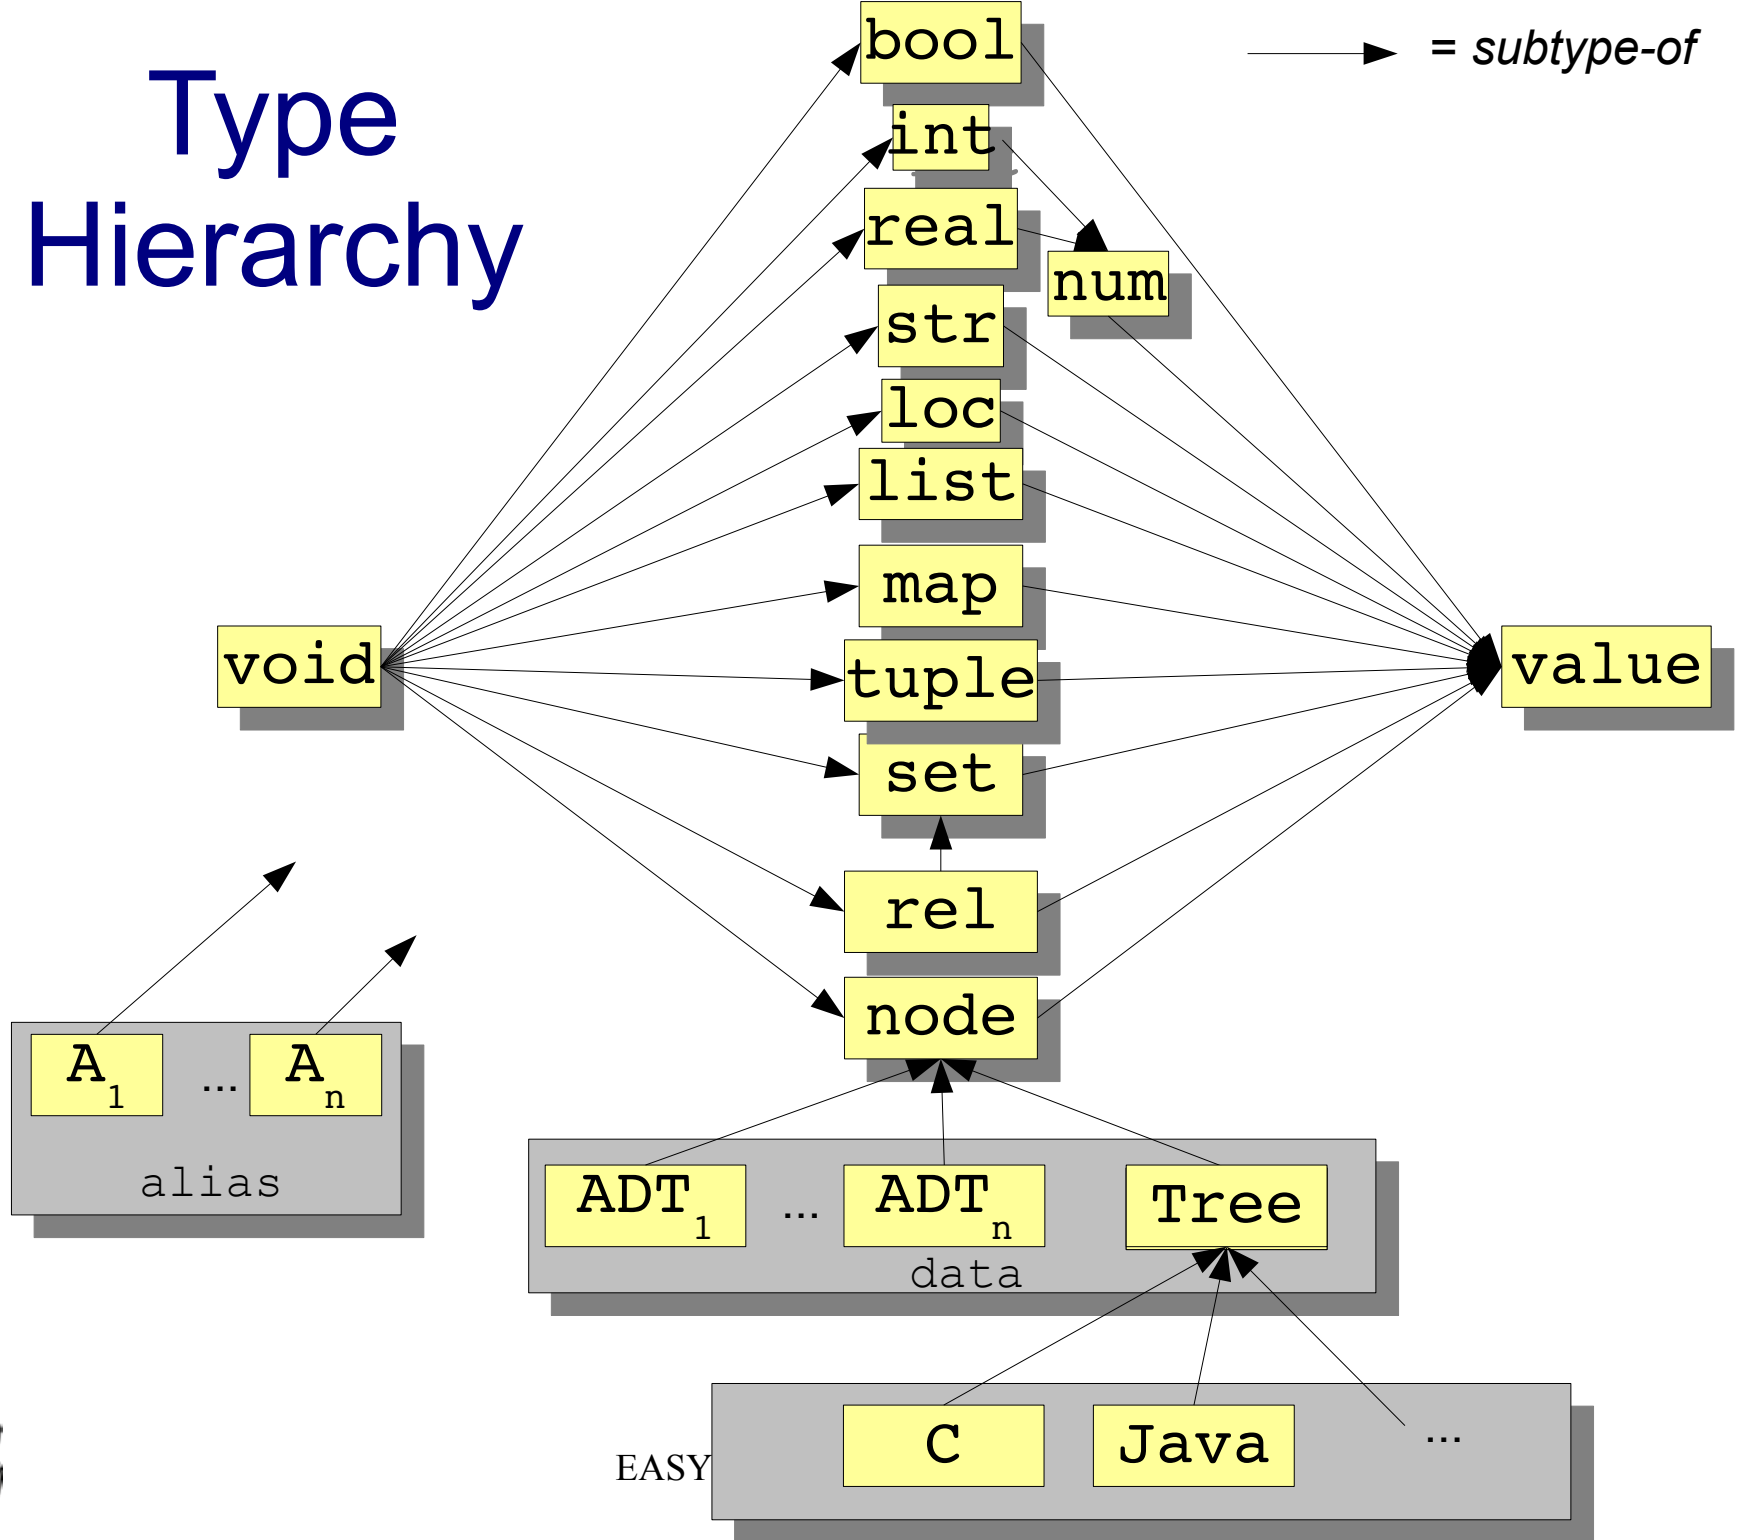 Type
Hierarchy
= subtype-of
bool
int
real
num
str
loc
list
map
void
tuple
value
set
rel
node
A1 ... An
alias
ADT1 ... ADTn Tree
data
C Java ...
EASY